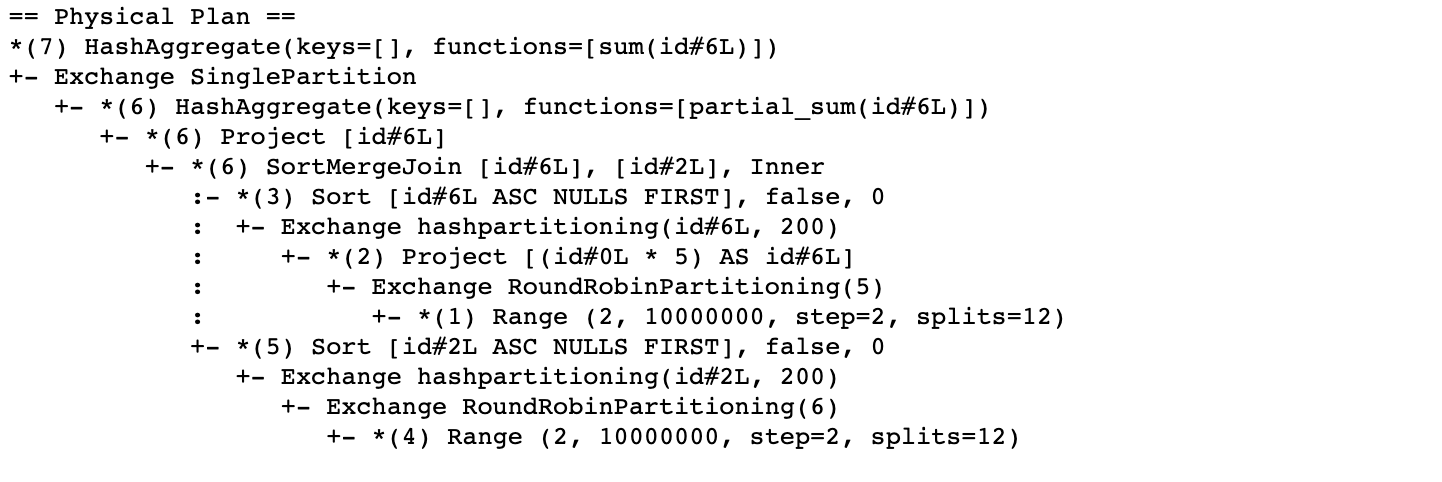 == Physical Plan ==
*(7) HashAggregate(keys=[], functions=[sum(id#6L)])
+- Exchange SinglePartition
   +- *(6) HashAggregate(keys=[], functions=[partial_sum(id#6L)])
      +- *(6) Project [id#6L]
         +- *(6) SortMergeJoin [id#6L], [id#2L], Inner
            :- *(3) Sort [id#6L ASC NULLS FIRST], false, 0
            :  +- Exchange hashpartitioning(id#6L, 200)
            :     +- *(2) Project [(id#0L * 5) AS id#6L]
            :        +- Exchange RoundRobinPartitioning(5)
            :           +- *(1) Range (2, 10000000, step=2, splits=12)
            +- *(5) Sort [id#2L ASC NULLS FIRST], false, 0
               +- Exchange hashpartitioning(id#2L, 200)
                  +- Exchange RoundRobinPartitioning(6)
                     +- *(4) Range (2, 10000000, step=2, splits=12)